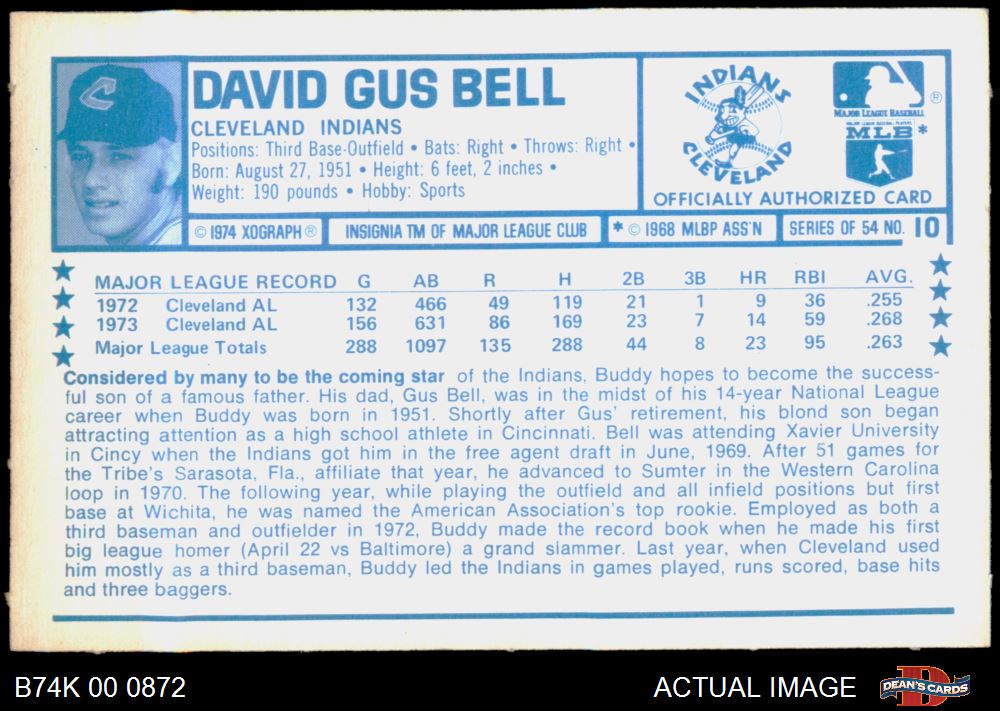 DAVID GUS BELL
CLEVELAND INDIANS
Positions: Third Base-Outfield • Bats: Right • Throws: Right •
Born: August 27, 1951 • Height: 6 feet, 2 inches •
Weight: 190 pounds • Hobby: Sports
C
INDIANS
CLEVELAND
®
MAJOR LEAGUE BASEBALL
MAJOR LEAGUE BASEBALL PLAYERS
MLB*
OFFICIALLY AUTHORIZED CARD
© 1974 XOGRAPH ® INSIGNIA TM OF MAJOR LEAGUE CLUB * © 1968 MLBP ASS'N SERIES OF 54 NO. 10
MAJOR LEAGUE RECORD G AB R H 2B 3B HR RBI AVG.
1972 Cleveland AL 132 466 49 119 21 1 9 36 .255
1973 Cleveland AL 156 631 86 169 23 7 14 59 .268
Major League Totals 288 1097 135 288 44 8 23 95 .263
Considered by many to be the coming star of the Indians, Buddy hopes to become the success-
ful son of a famous father. His dad, Gus Bell, was in the midst of his 14-year National League
career when Buddy was born in 1951. Shortly after Gus' retirement, his blond son began
attracting attention as a high school athlete in Cincinnati. Bell was attending Xavier University
in Cincy when the Indians got him in the free agent draft in June, 1969. After 51 games for
the Tribe's Sarasota, Fla., affiliate that year, he advanced to Sumter in the Western Carolina
loop in 1970. The following year, while playing the outfield and all infield positions but first
base at Wichita, he was named the American Association's top rookie. Employed as both a
third baseman and outfielder in 1972, Buddy made the record book when he made his first
big league homer (April 22 vs Baltimore) a grand slammer. Last year, when Cleveland used
him mostly as a third baseman, Buddy led the Indians in games played, runs scored, base hits
and three baggers.
B74K 00 0872
ACTUAL IMAGE
D
DEAN'S CARDS